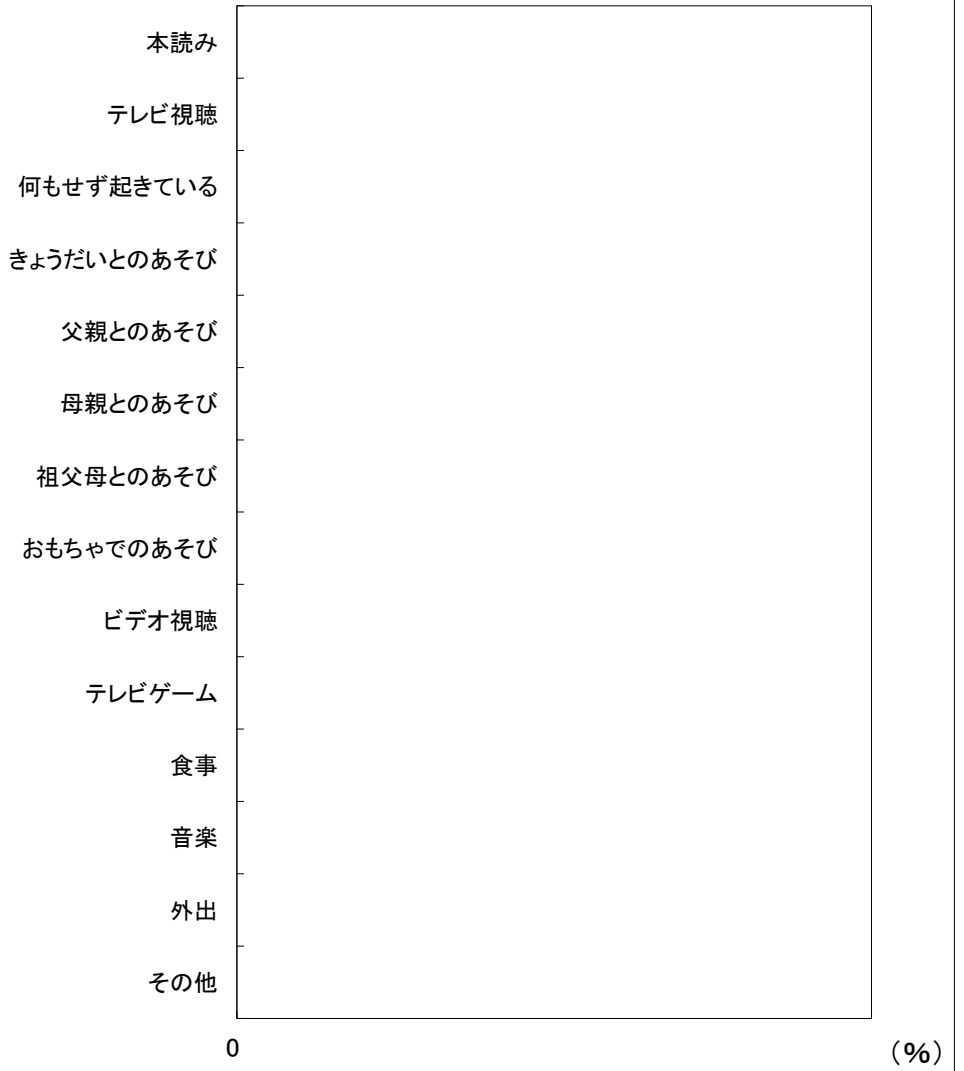 本読み
テレビ視聴
何もせず起きている
きょうだいとのあそび
父親とのあそび
母親とのあそび
祖父母とのあそび
おもちゃでのあそび
ビデオ視聴
テレビゲーム
食事
音楽
外出
その他
0
（%）